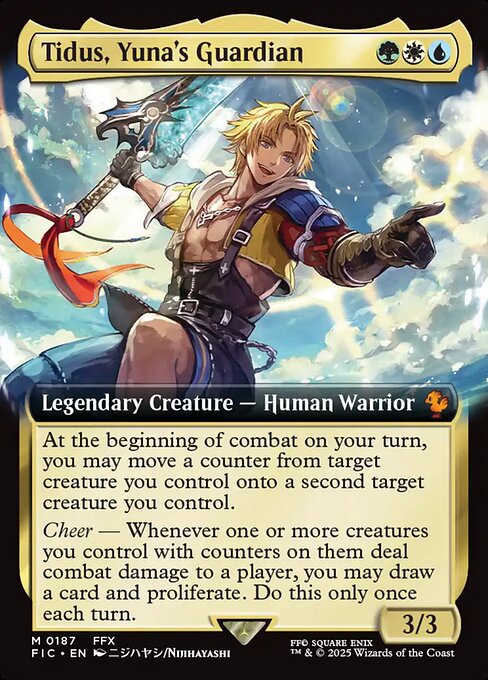 Tidus, Yuna's Guardian
Legendary Creature — Human Warrior
At the beginning of combat on your turn,
you may move a counter from target
creature you control onto a second target
creature you control.
Cheer — Whenever one or more creatures
you control with counters on them deal
combat damage to a player, you may draw
a card and proliferate. Do this only once
each turn.
3/3
M 0187 FFX
FIC • EN ニジハヤシ/NIJIHAYASHI
FF© SQUARE ENIX
™ & © 2025 Wizards of the Coast